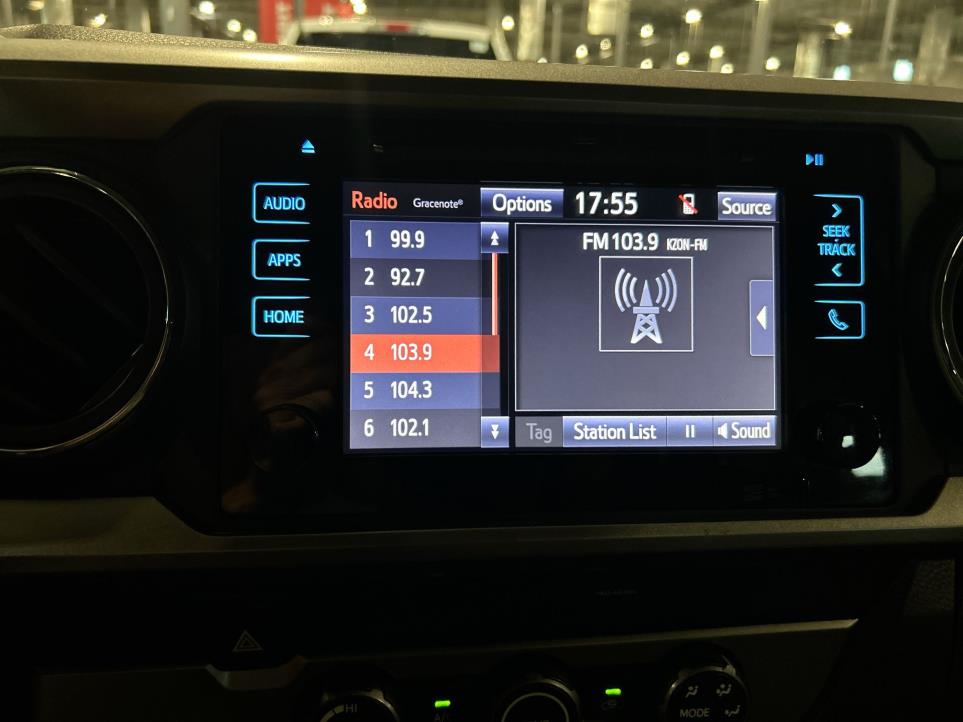 AUDIO
APPS
HOME
Radio Gracenote® Options 17:55 Source
1 99.9
2 92.7
3 102.5
4 103.9
5 104.3
6 102.1
FM 103.9 KZON-FM
Tag Station List Sound
SEEK
TRACK
HI
MODE